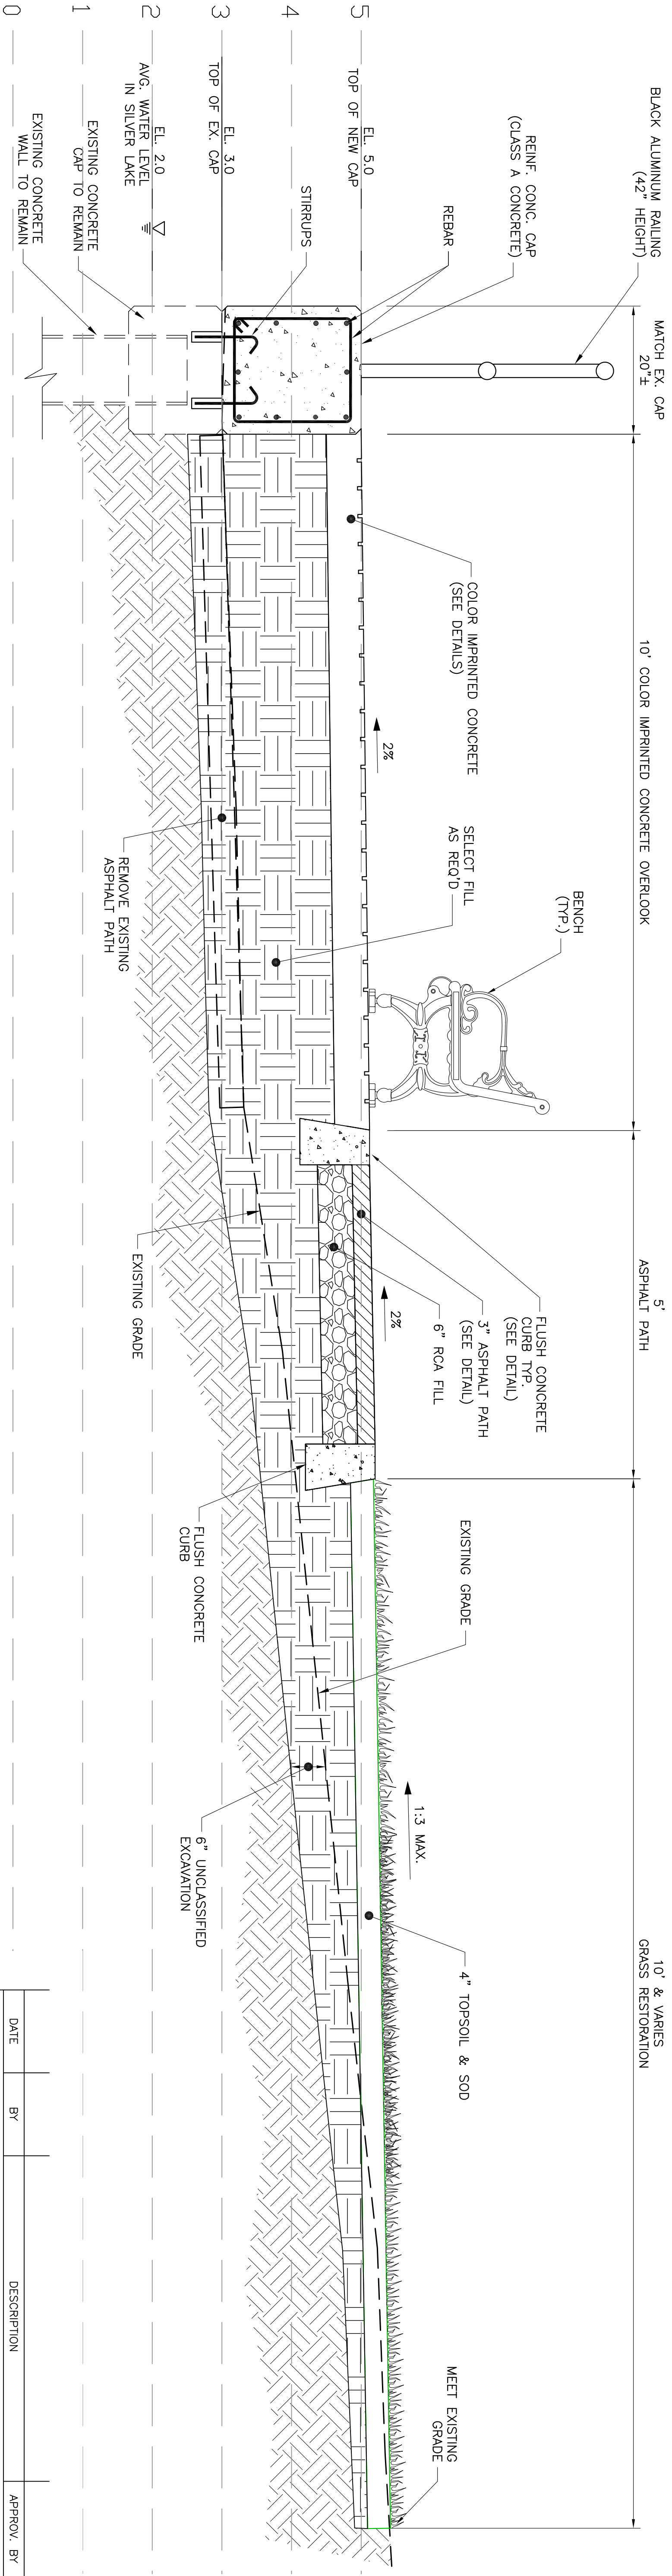 BLACK ALUMINUM RAILING
(42" HEIGHT)
REINF. CONC. CAP
(CLASS A CONCRETE)
REBAR
STIRRUPS
MATCH EX. CAP
20"±
10' COLOR IMPRINTED CONCRETE OVERLOOK
5'
ASPHALT PATH
10' & VARIES
GRASS RESTORATION
5
4
3
2
1
0
EL. 5.0
TOP OF NEW CAP
EL. 3.0
TOP OF EX. CAP
EL. 2.0
AVG. WATER LEVEL
IN SILVER LAKE
EXISTING CONCRETE
CAP TO REMAIN
EXISTING CONCRETE
WALL TO REMAIN
COLOR IMPRINTED CONCRETE
(SEE DETAILS)
2%
SELECT FILL
AS REQ'D
BENCH
(TYP.)
REMOVE EXISTING
ASPHALT PATH
FLUSH CONCRETE
CURB TYP.
(SEE DETAIL)
3" ASPHALT PATH
(SEE DETAIL)
6" RCA FILL
2%
EXISTING GRADE
FLUSH CONCRETE
CURB
EXISTING GRADE
1:3 MAX.
6" UNCLASSIFIED
EXCAVATION
4" TOPSOIL & SOD
MEET EXISTING
GRADE
DATE
BY
DESCRIPTION
APPROV. BY